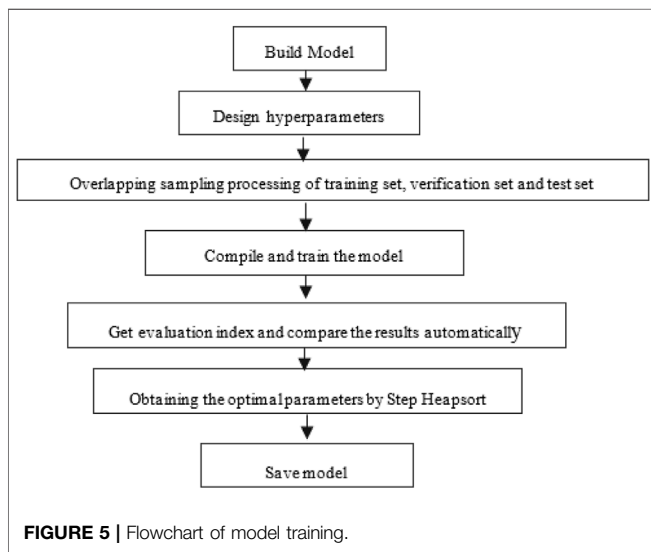 Build Model
Design hyperparameters
Overlapping sampling processing of training set, verification set and test set
Compile and train the model
Get evaluation index and compare the results automatically
Obtaining the optimal parameters by Step Heapsort
Save model
FIGURE 5 | Flowchart of model training.